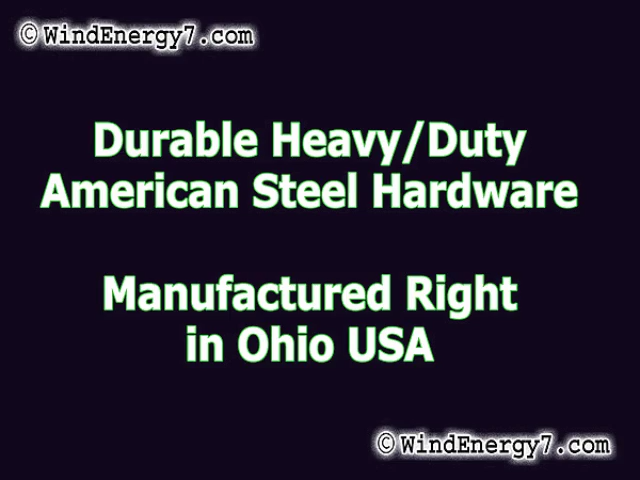 © WindEnergy7.com
Durable Heavy/Duty
American Steel Hardware
Manufactured Right
in Ohio USA
© WindEnergy7.com